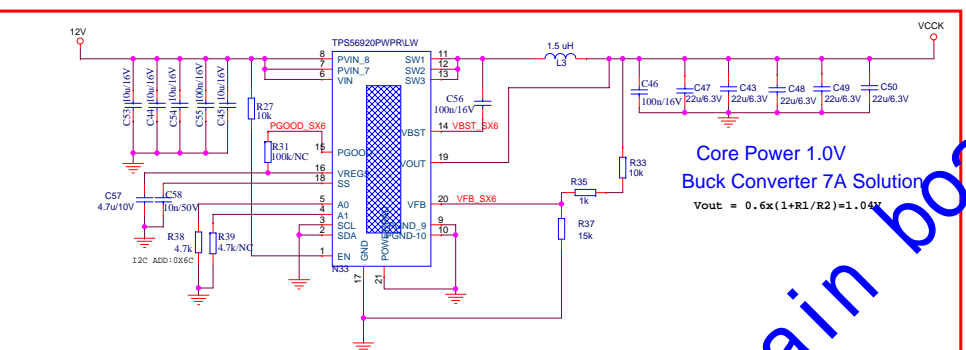 12V
VCCK
TPS56920PWPR\LW
8
PVIN_8
7
PVIN_7
6
VIN
SW1
11
SW2
12
SW3
13
1.5 uH
L3
C53
10u/16V
C44
10u/16V
C54
10u/16V
C55
100n/16V
C45
10u/16V
R27
10k
C56
100n/16V
C46
100n/16V
C47
22u/6.3V
C43
22u/6.3V
C48
22u/6.3V
C49
22u/6.3V
C50
22u/6.3V
PGOOD_SX6
15
R31
100k/NC
VBST
14
VBST_SX6
VOUT
19
16
18
SS
C57
4.7u/10V
C58
10n/50V
R33
10k
R35
1k
Core Power 1.0V
Buck Converter 7A Solution
Vout = 0.6x(1+R1/R2)=1.04V
5
A0
4
A1
3
SCL
2
SDA
VFB
20
VFB_SX6
9
10
PGND-10
R37
15k
R38
4.7k
R39
4.7k/NC
I2C ADD:0X6C
1
EN
GND
N33
17
21